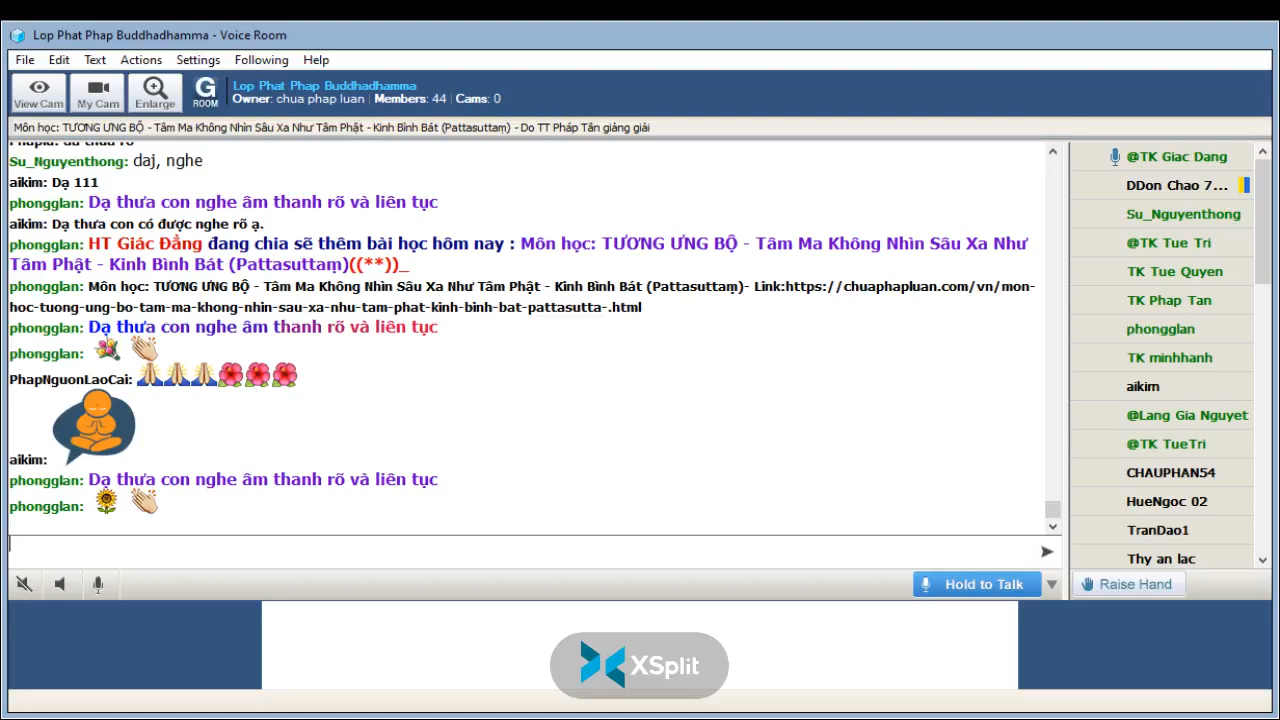 Lop Phat Phap Buddhadhamma - Voice Room
File Edit Text Actions Settings Following Help
View Cam My Cam Enlarge G ROOM
Lop Phat Phap Buddhadhamma
Owner: chua phap luan | Members: 44 | Cams: 0
Môn học: TƯƠNG ƯNG BỘ - Tâm Ma Không Nhìn Sâu Xa Như Tâm Phật - Kinh Bình Bát (Pattasuttaṃ) - Do TT Pháp Tân giảng giải
Su_Nguyenthong: daj, nghe
aikim: Dạ 111
phongglan: Dạ thưa con nghe âm thanh rõ và liên tục
aikim: Dạ thưa con có được nghe rõ ạ.
phongglan: HT Giác Đẳng đang chia sẽ thêm bài học hôm nay : Môn học: TƯƠNG ƯNG BỘ - Tâm Ma Không Nhìn Sâu Xa Như
Tâm Phật - Kinh Bình Bát (Pattasuttaṃ)((**))_
phongglan: Môn học: TƯƠNG ƯNG BỘ - Tâm Ma Không Nhìn Sâu Xa Như Tâm Phật - Kinh Bình Bát (Pattasuttaṃ)- Link:https://chuaphapluan.com/vn/mon-
hoc-tuong-ung-bo-tam-ma-khong-nhin-sau-xa-nhu-tam-phat-kinh-binh-bat-pattasutta-.html
phongglan: Dạ thưa con nghe âm thanh rõ và liên tục
phongglan:
PhapNguonLaoCai:
aikim:
phongglan: Dạ thưa con nghe âm thanh rõ và liên tục
phongglan:
Hold to Talk
@TK Giac Dang
DDon Chao 7...
Su_Nguyenthong
@TK Tue Tri
TK Tue Quyen
TK Phap Tan
phongglan
TK minhhanh
aikim
@Lang Gia Nguyet
@TK TueTri
CHAUPHAN54
HueNgoc 02
TranDao1
Thy an lac
Raise Hand
XSplit